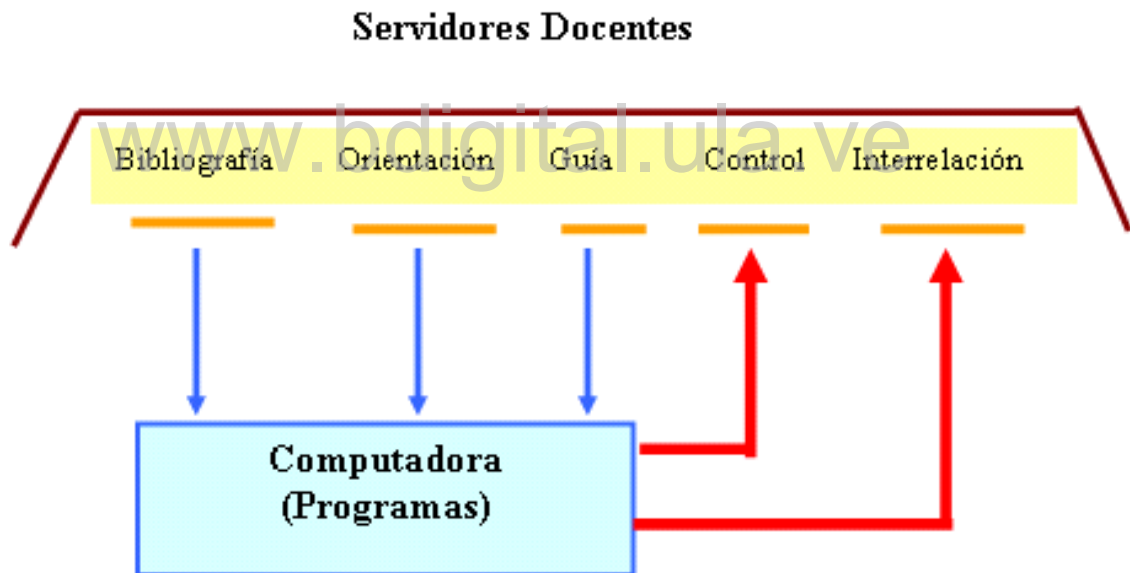 Servidores Docentes
www.bdigital.ula.ve
Bibliografía Orientación Guía Control Interrelación
Computadora
(Programas)